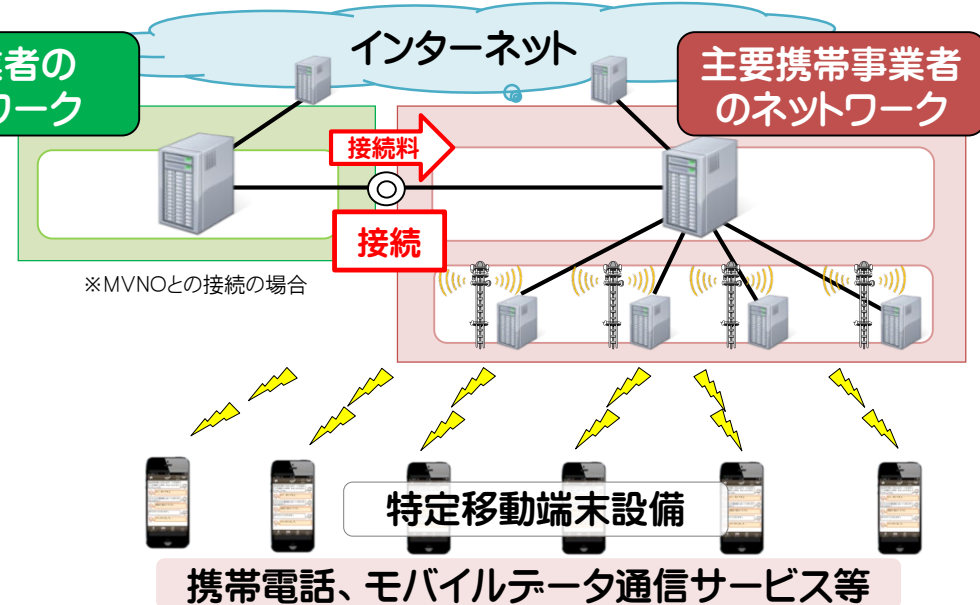 インターネット
業者の
ワーク
主要携帯事業者
のネットワーク
接続料
接続
※MVNOとの接続の場合
特定移動端末設備
携帯電話、モバイルデータ通信サービス等